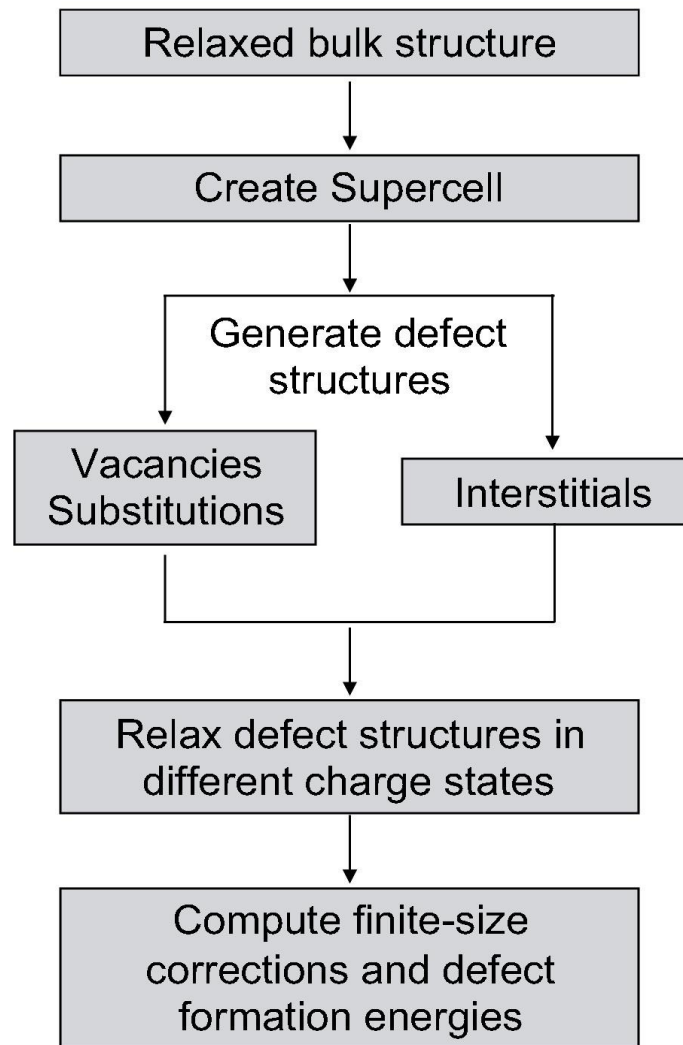 Relaxed bulk structure
Create Supercell
Generate defect
structures
Vacancies
Substitutions
Interstitials
Relax defect structures in
different charge states
Compute finite-size
corrections and defect
formation energies